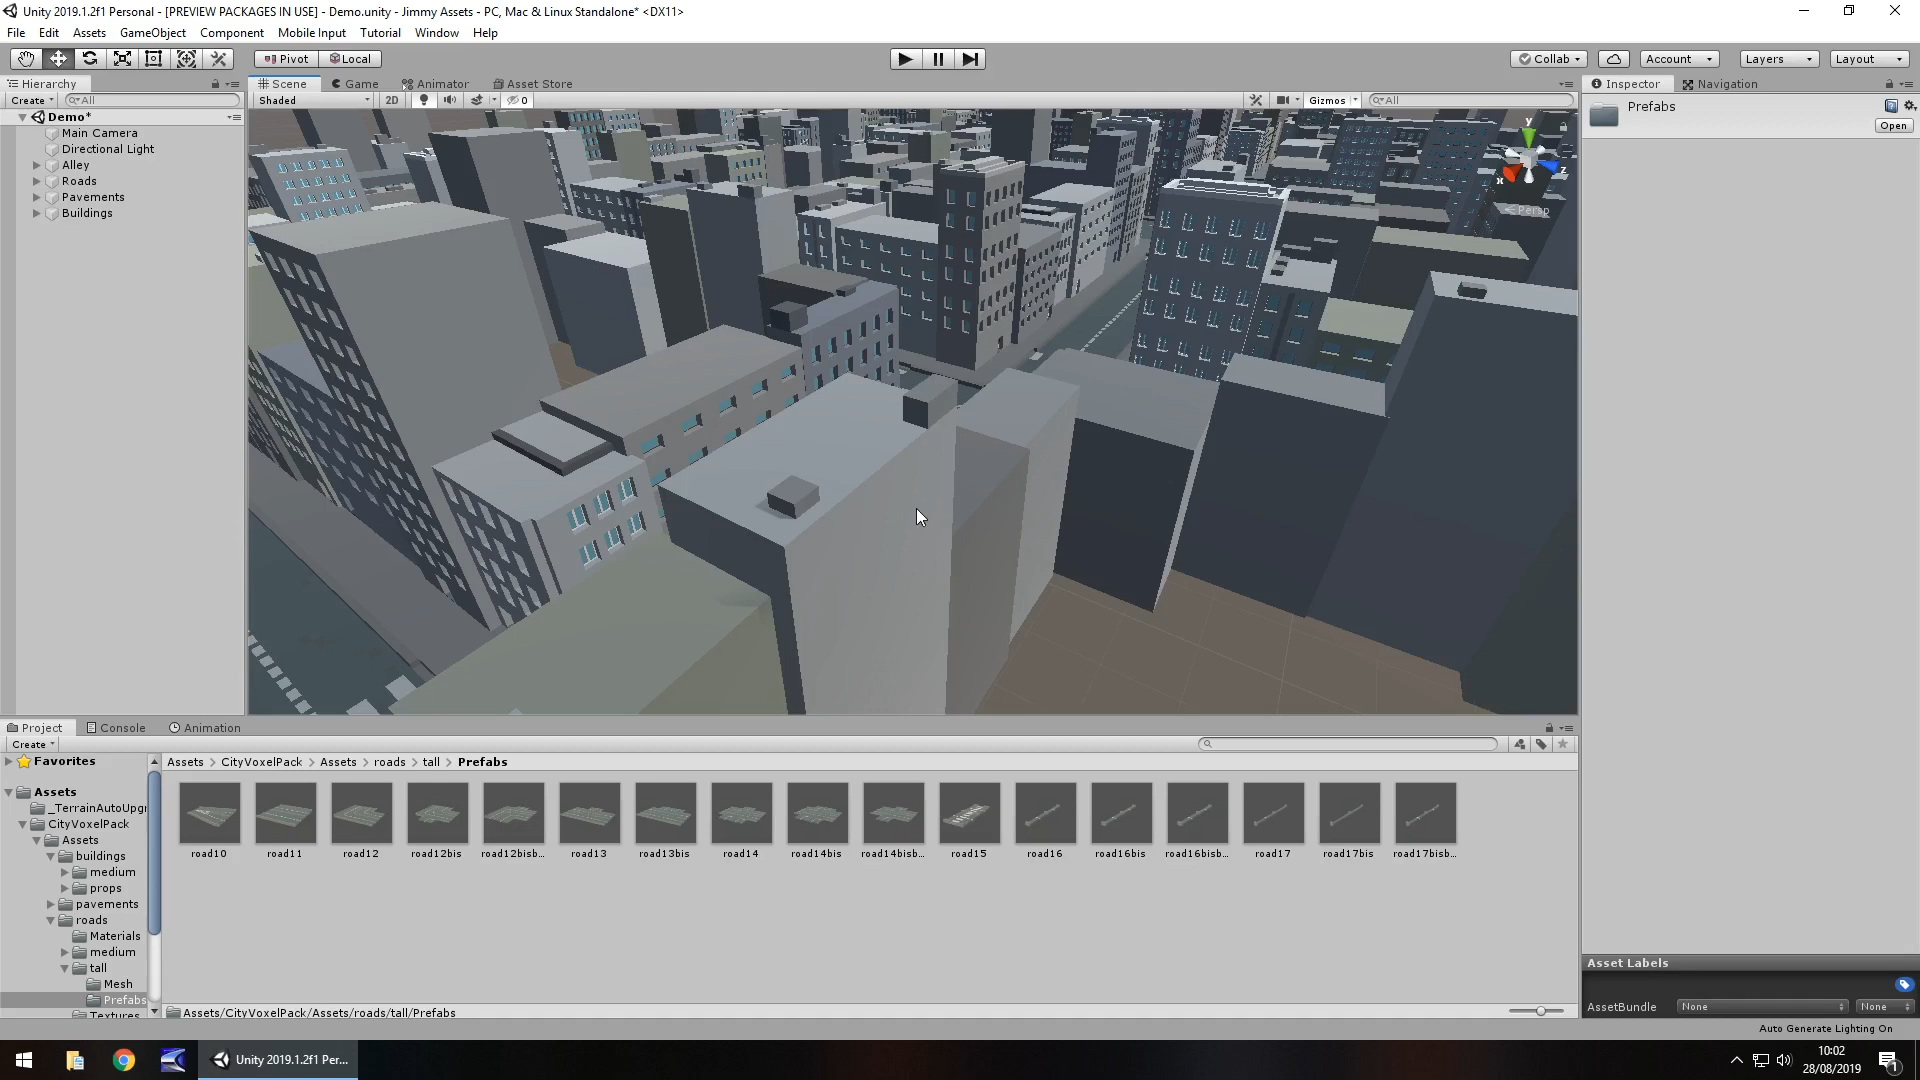 Unity 2019.1.2f1 Personal - [PREVIEW PACKAGES IN USE] - Demo.unity - Jimmy Assets - PC, Mac & Linux Standalone* <DX11>
File Edit Assets GameObject Component Mobile Input Tutorial Window Help
Pivot Local Collab Account Layers Layout
Hierarchy Scene Game Animator Asset Store Inspector Navigation
Create All Shaded 2D 0 Gizmos All
Demo*
Main Camera
Directional Light
Alley
Roads
Pavements
Buildings
Prefabs
Open
y
x
z
Persp
Project Console Animation
Create
Favorites
Assets
_TerrainAutoUpgr
CityVoxelPack
Assets
buildings
medium
props
pavements
roads
Materials
medium
tall
Mesh
Prefabs
Textures
Assets > CityVoxelPack > Assets > roads > tall > Prefabs
road10 road11 road12 road12bis road12bisb... road13 road13bis road14 road14bis road14bisb... road15 road16 road16bis road16bisb... road17 road17bis road17bisb...
Assets/CityVoxelPack/Assets/roads/tall/Prefabs
Asset Labels
AssetBundle None None
Auto Generate Lighting On
Unity 2019.1.2f1 Per...
10:02
28/08/2019
1